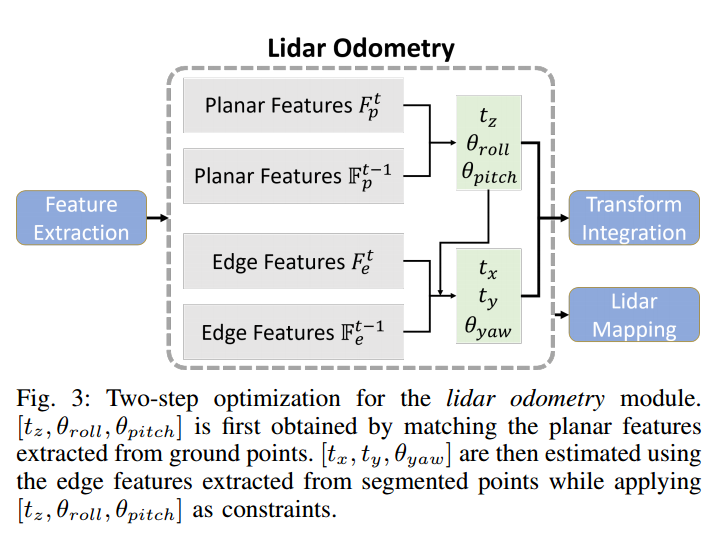 Lidar Odometry
Feature
Extraction
Planar Features $F_p^t$
Planar Features $\mathbb{F}_p^{t-1}$
Edge Features $F_e^t$
Edge Features $\mathbb{F}_e^{t-1}$
$t_z$
$\theta_{roll}$
$\theta_{pitch}$
$t_x$
$t_y$
$\theta_{yaw}$
Transform
Integration
Lidar
Mapping
Fig. 3: Two-step optimization for the lidar odometry module.
$[t_z, \theta_{roll}, \theta_{pitch}]$ is first obtained by matching the planar features
extracted from ground points. $[t_x, t_y, \theta_{yaw}]$ are then estimated using
the edge features extracted from segmented points while applying
$[t_z, \theta_{roll}, \theta_{pitch}]$ as constraints.